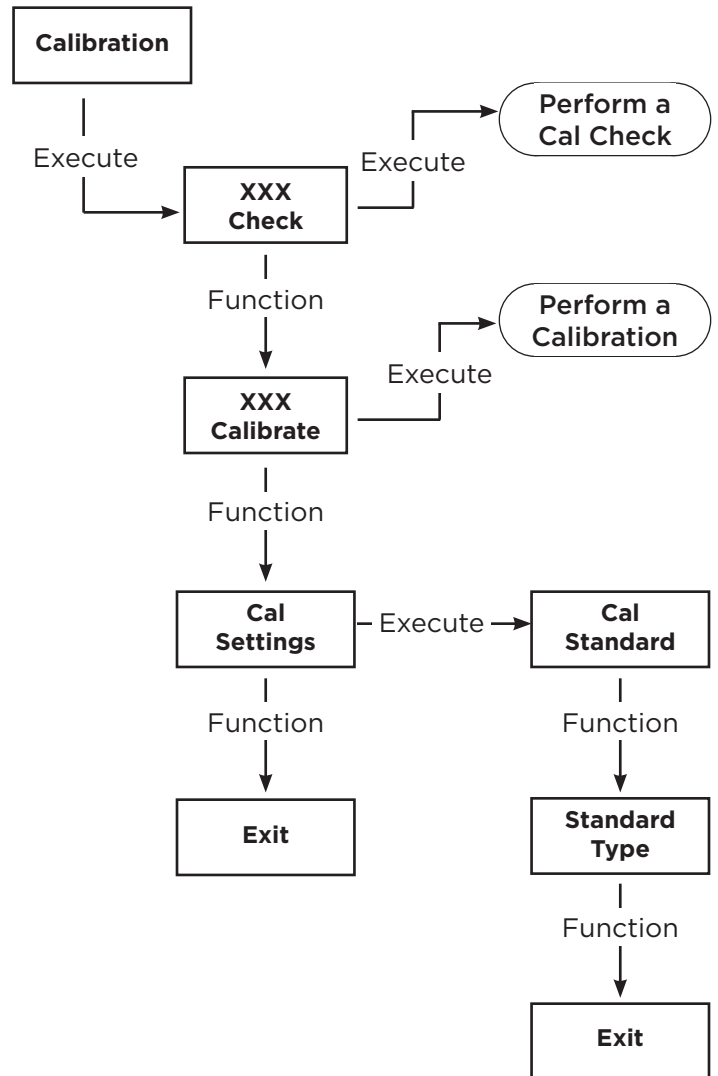 Calibration
Execute
XXX
Check
Execute
Perform a
Cal Check
Function
XXX
Calibrate
Execute
Perform a
Calibration
Function
Cal
Settings
Execute
Cal
Standard
Function
Exit
Function
Standard
Type
Function
Exit